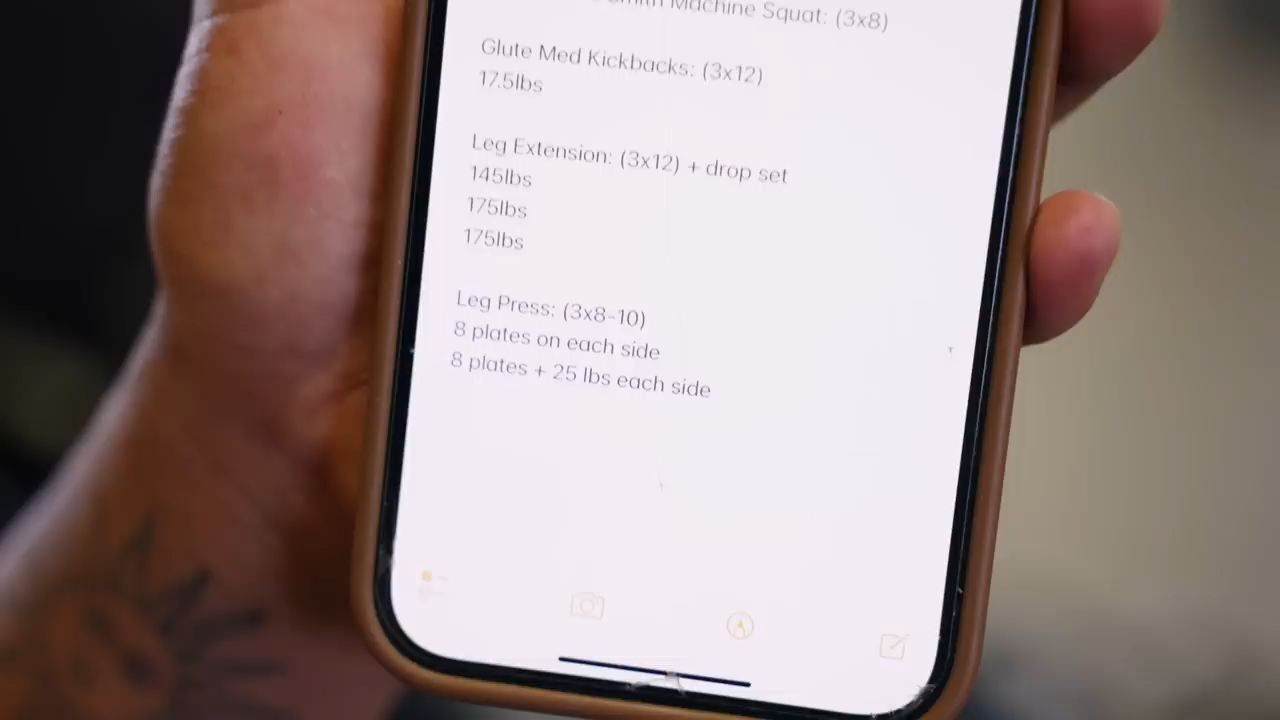 Smith Machine Squat: (3x8)
Glute Med Kickbacks: (3x12)
17.5lbs
Leg Extension: (3x12) + drop set
145lbs
175lbs
175lbs
Leg Press: (3x8-10)
8 plates on each side
8 plates + 25 lbs each side